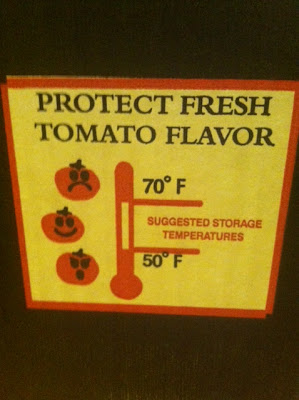 PROTECT FRESH
TOMATO FLAVOR
70° F
SUGGESTED STORAGE
TEMPERATURES
50° F